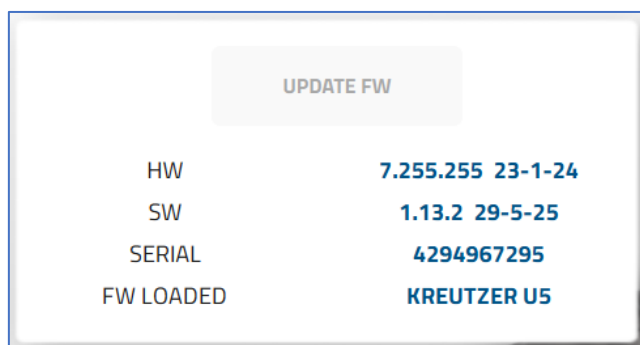 UPDATE FW
HW 7.255.255 23-1-24
SW 1.13.2 29-5-25
SERIAL 4294967295
FW LOADED KREUTZER U5